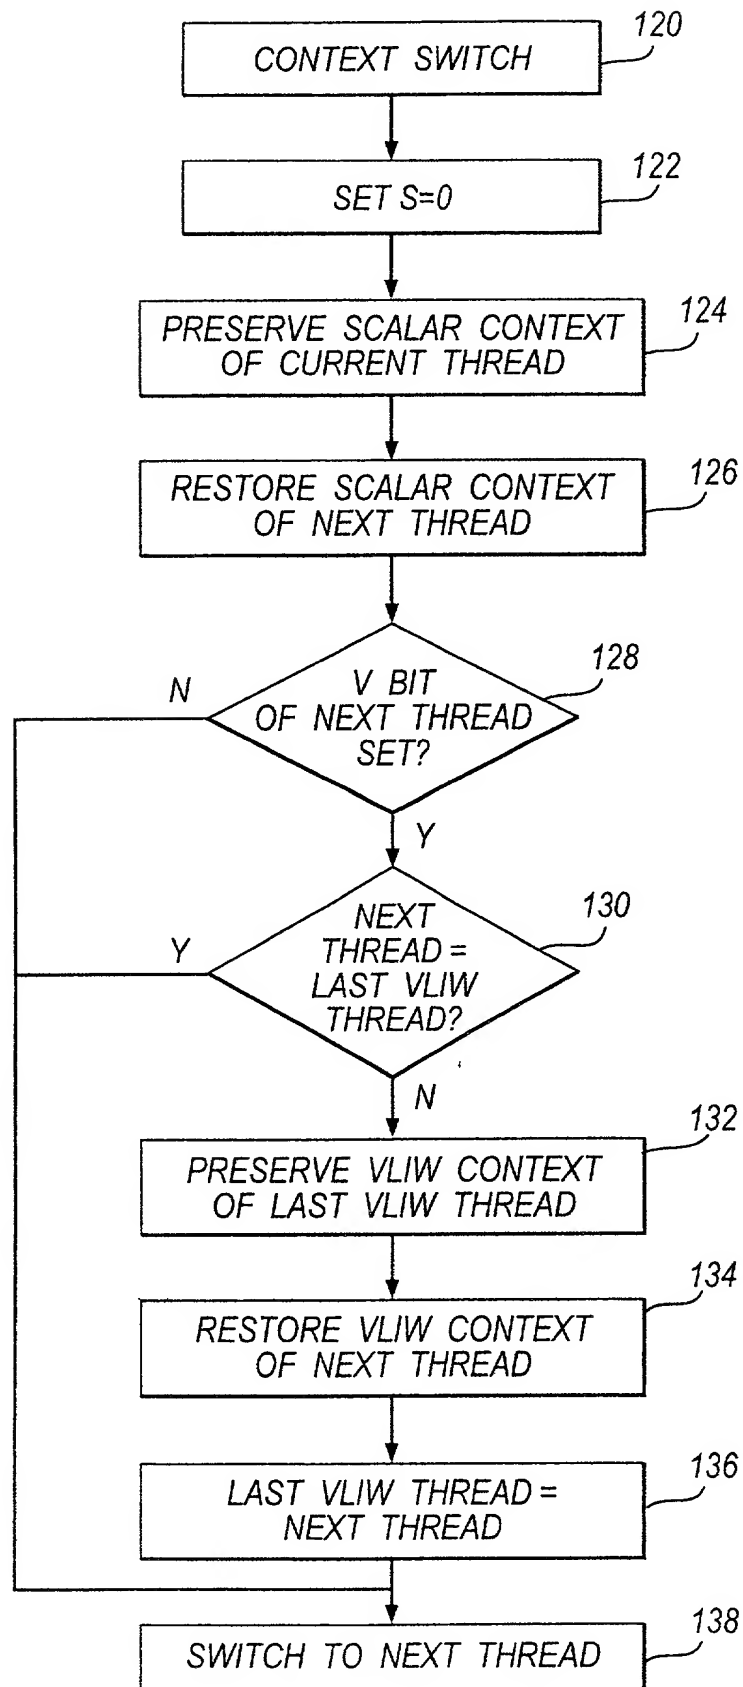 120
CONTEXT SWITCH
122
SET S=0
124
PRESERVE SCALAR CONTEXT
OF CURRENT THREAD
126
RESTORE SCALAR CONTEXT
OF NEXT THREAD
128
N
V BIT
OF NEXT THREAD
SET?
Y
130
Y
NEXT
THREAD =
LAST VLIW
THREAD?
N
132
PRESERVE VLIW CONTEXT
OF LAST VLIW THREAD
134
RESTORE VLIW CONTEXT
OF NEXT THREAD
136
LAST VLIW THREAD =
NEXT THREAD
138
SWITCH TO NEXT THREAD